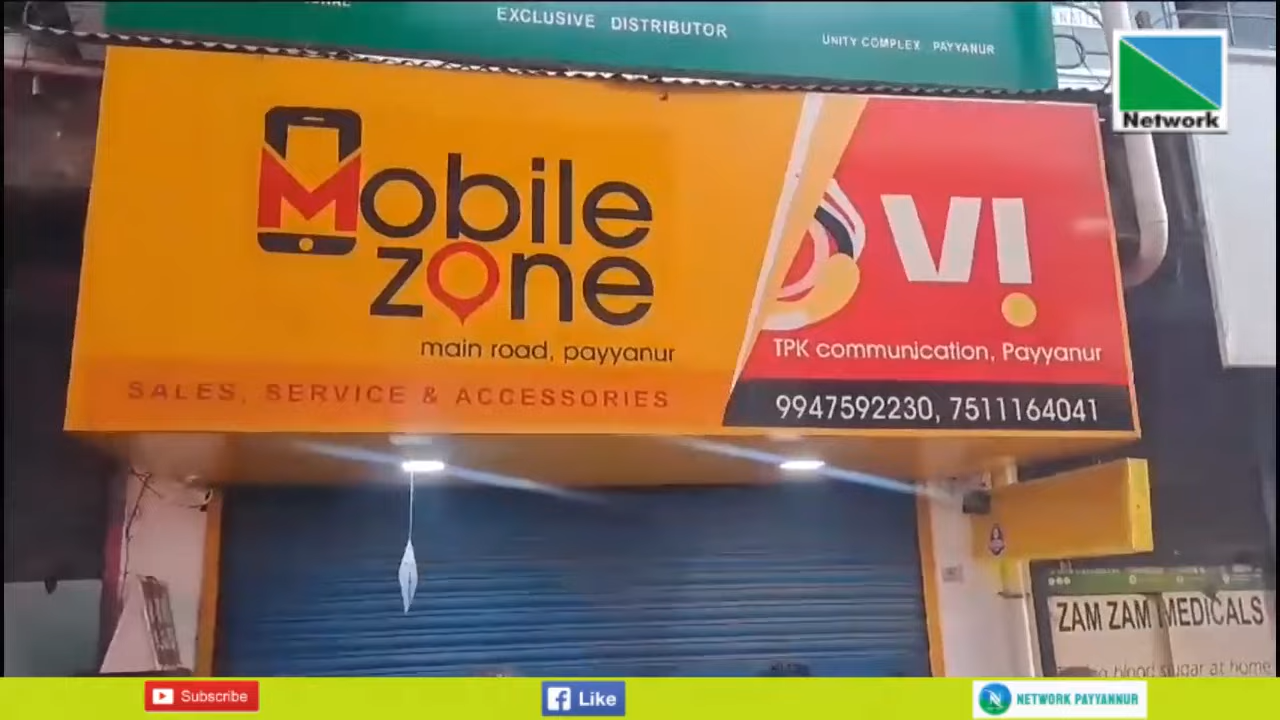 EXCLUSIVE DISTRIBUTOR
UNITY COMPLEX PAYYANUR
Network
Mobile
zone
main road, payyanur
SALES, SERVICE & ACCESSORIES
VI
TPK communication, Payyanur
9947592230, 7511164041
ZAM ZAM MEDICALS
blood sugar at home
Subscribe
Like
NETWORK PAYYANNUR